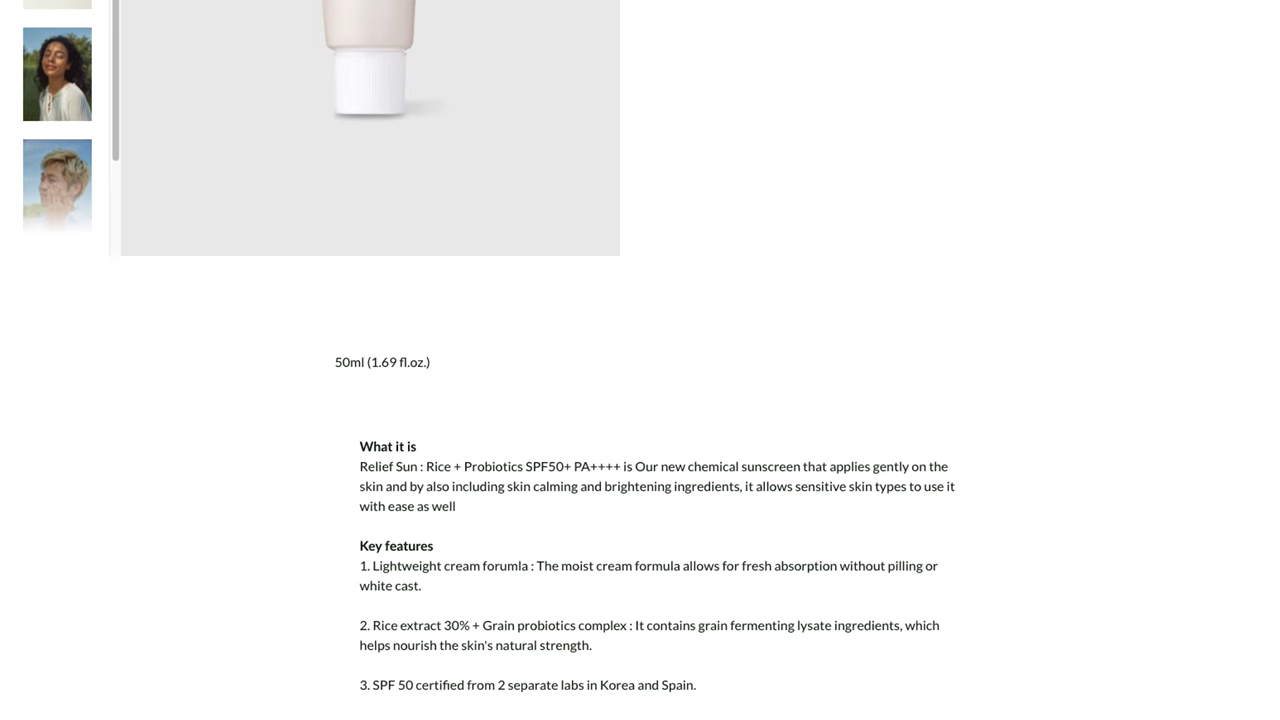 50ml (1.69 fl.oz.)
What it is
Relief Sun : Rice + Probiotics SPF50+ PA++++ is Our new chemical sunscreen that applies gently on the
skin and by also including skin calming and brightening ingredients, it allows sensitive skin types to use it
with ease as well
Key features
1. Lightweight cream forumla : The moist cream formula allows for fresh absorption without pilling or
white cast.
2. Rice extract 30% + Grain probiotics complex : It contains grain fermenting lysate ingredients, which
helps nourish the skin's natural strength.
3. SPF 50 certified from 2 separate labs in Korea and Spain.